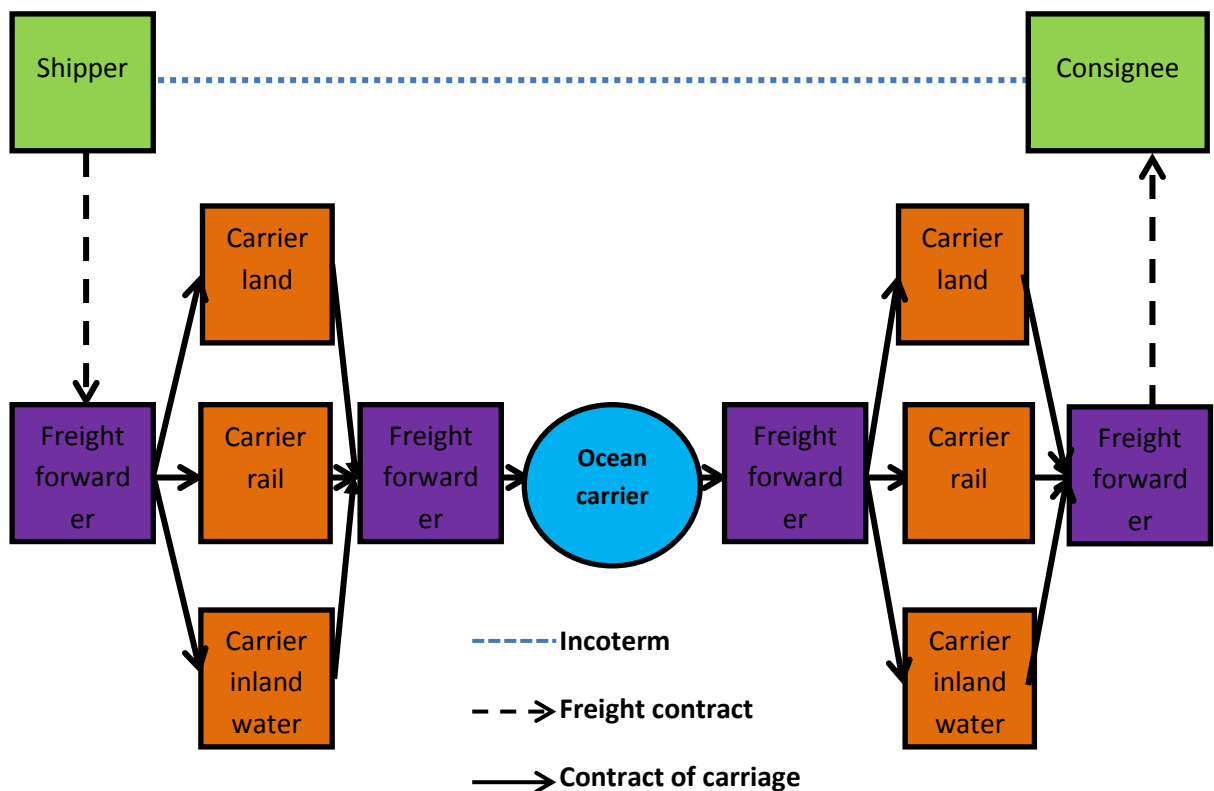 Shipper
Consignee
Carrier
land
Carrier
land
Freight
forward
er
Carrier
rail
Freight
forward
er
Ocean
carrier
Freight
forward
er
Carrier
rail
Freight
forward
er
Carrier
inland
water
Carrier
inland
water
Incoterm
Freight contract
Contract of carriage